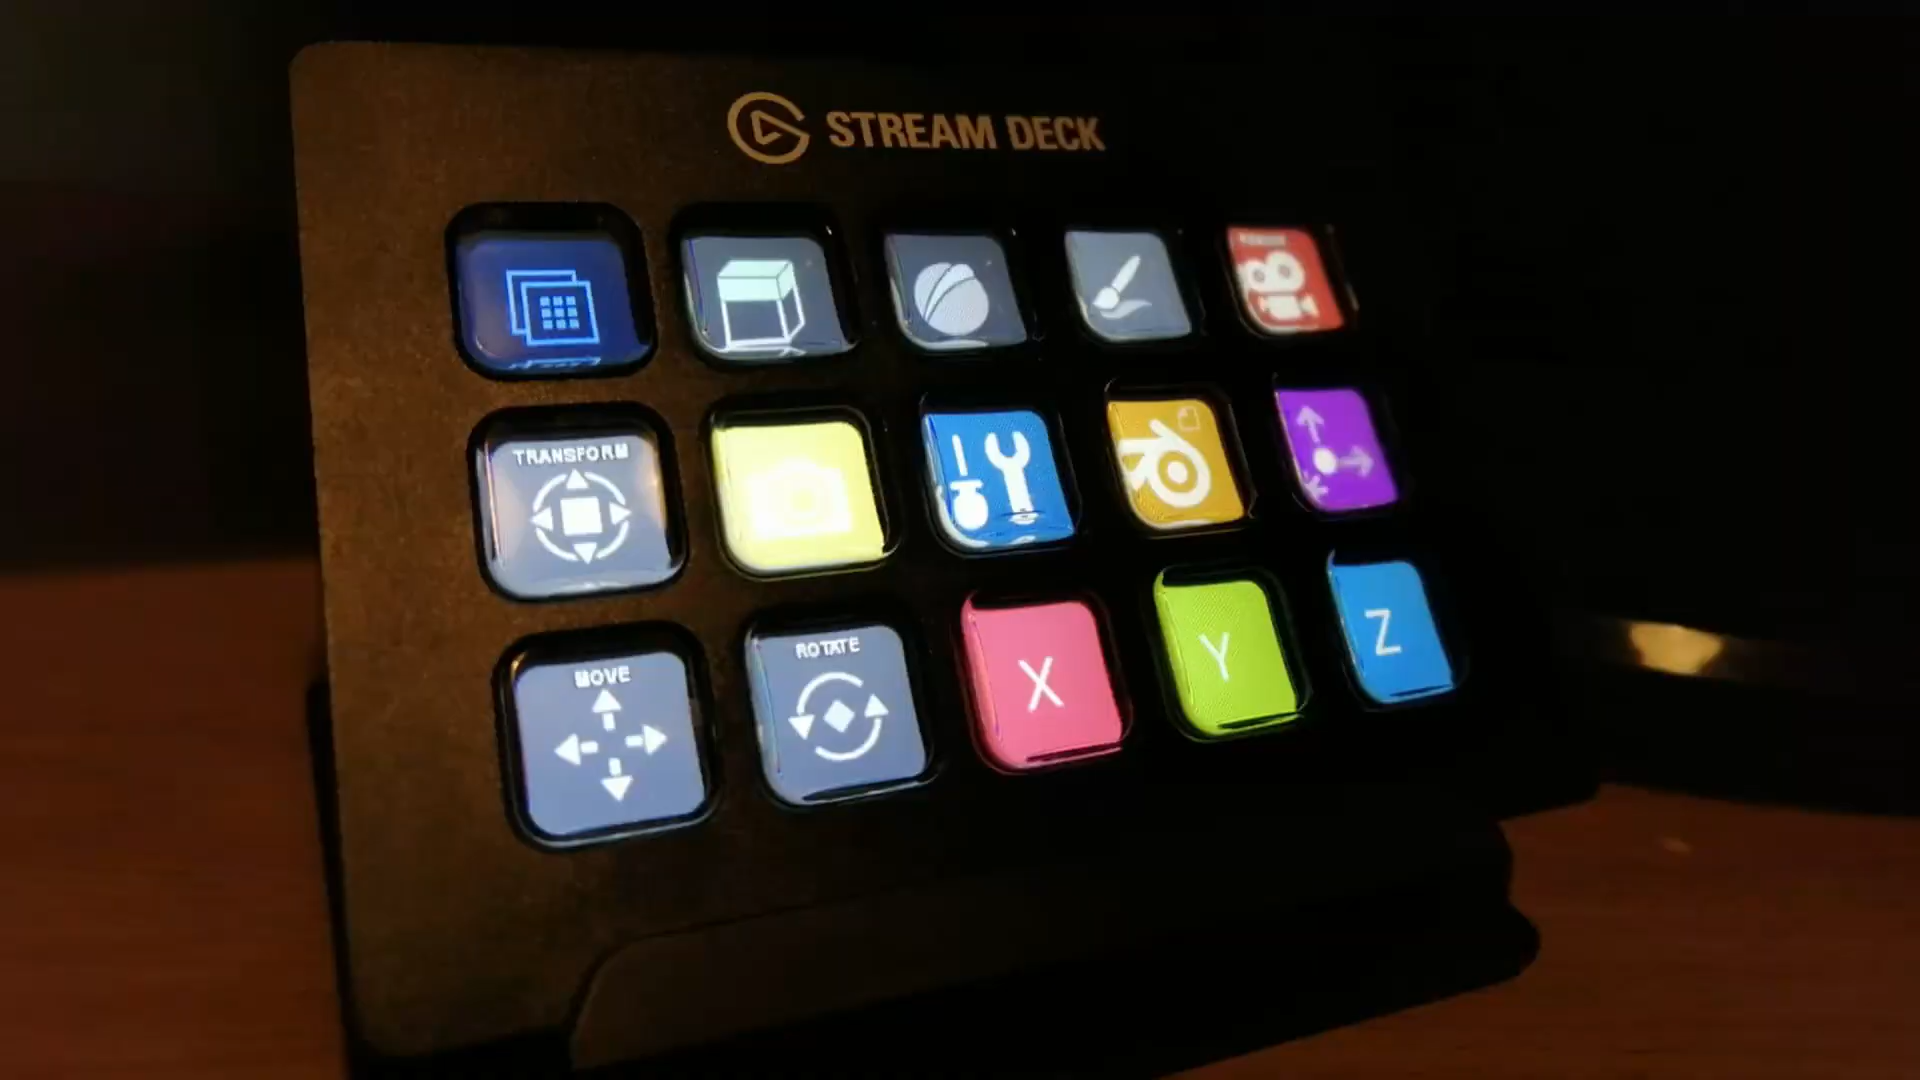 STREAM DECK
TRANSFORM
MOVE
ROTATE
X
Y
Z